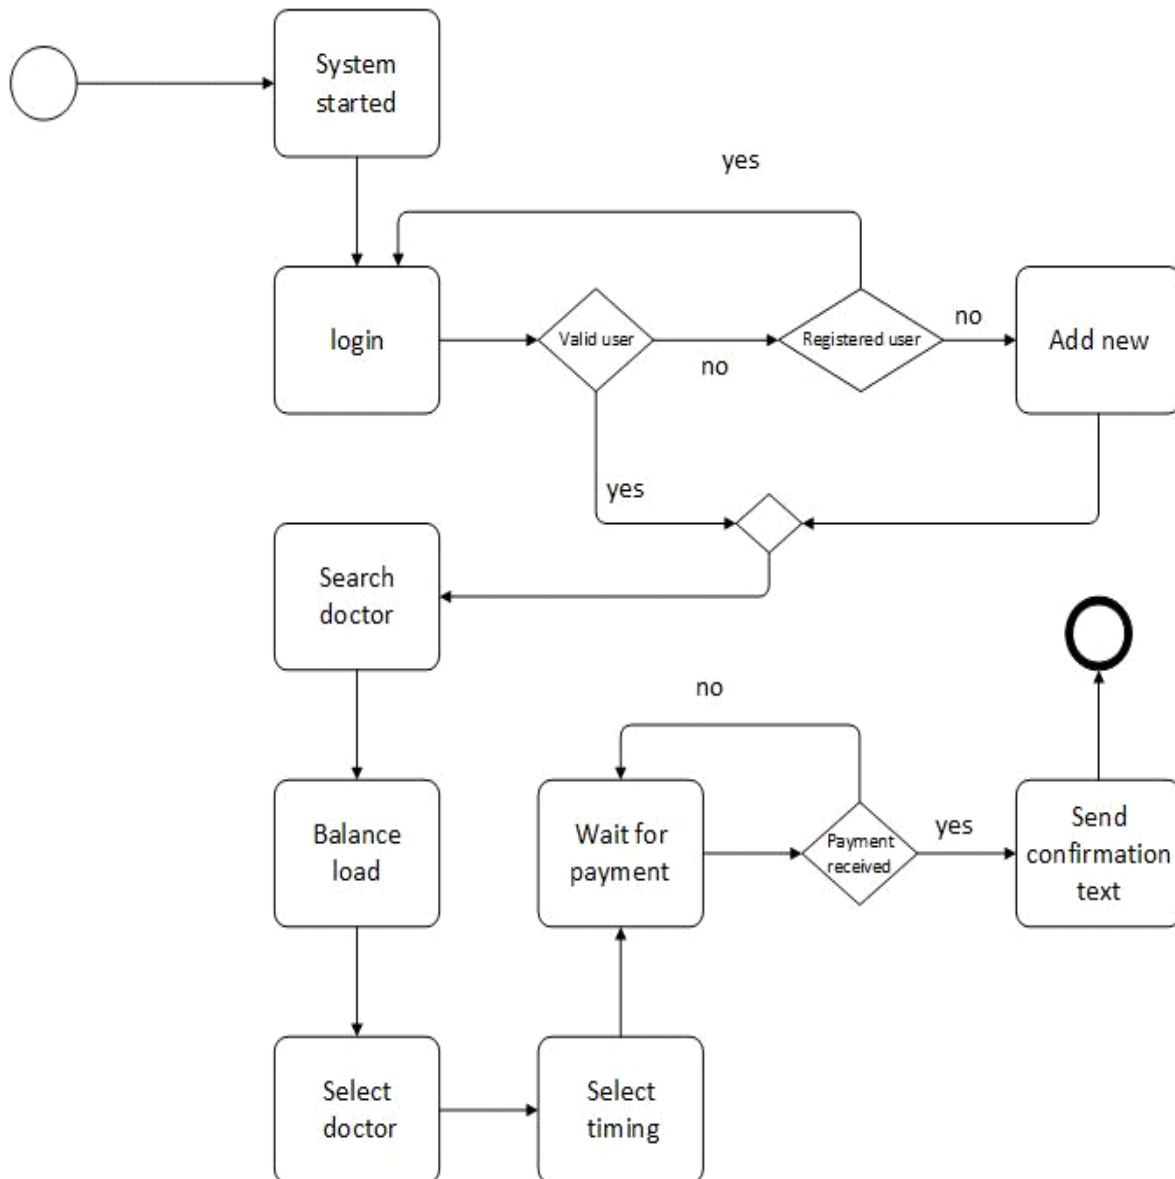 System
started
yes
login
Valid user
no
Registered user
no
Add new
yes
Search
doctor
no
Balance
load
Wait for
payment
Payment
received
yes
Send
confirmation
text
Select
doctor
Select
timing